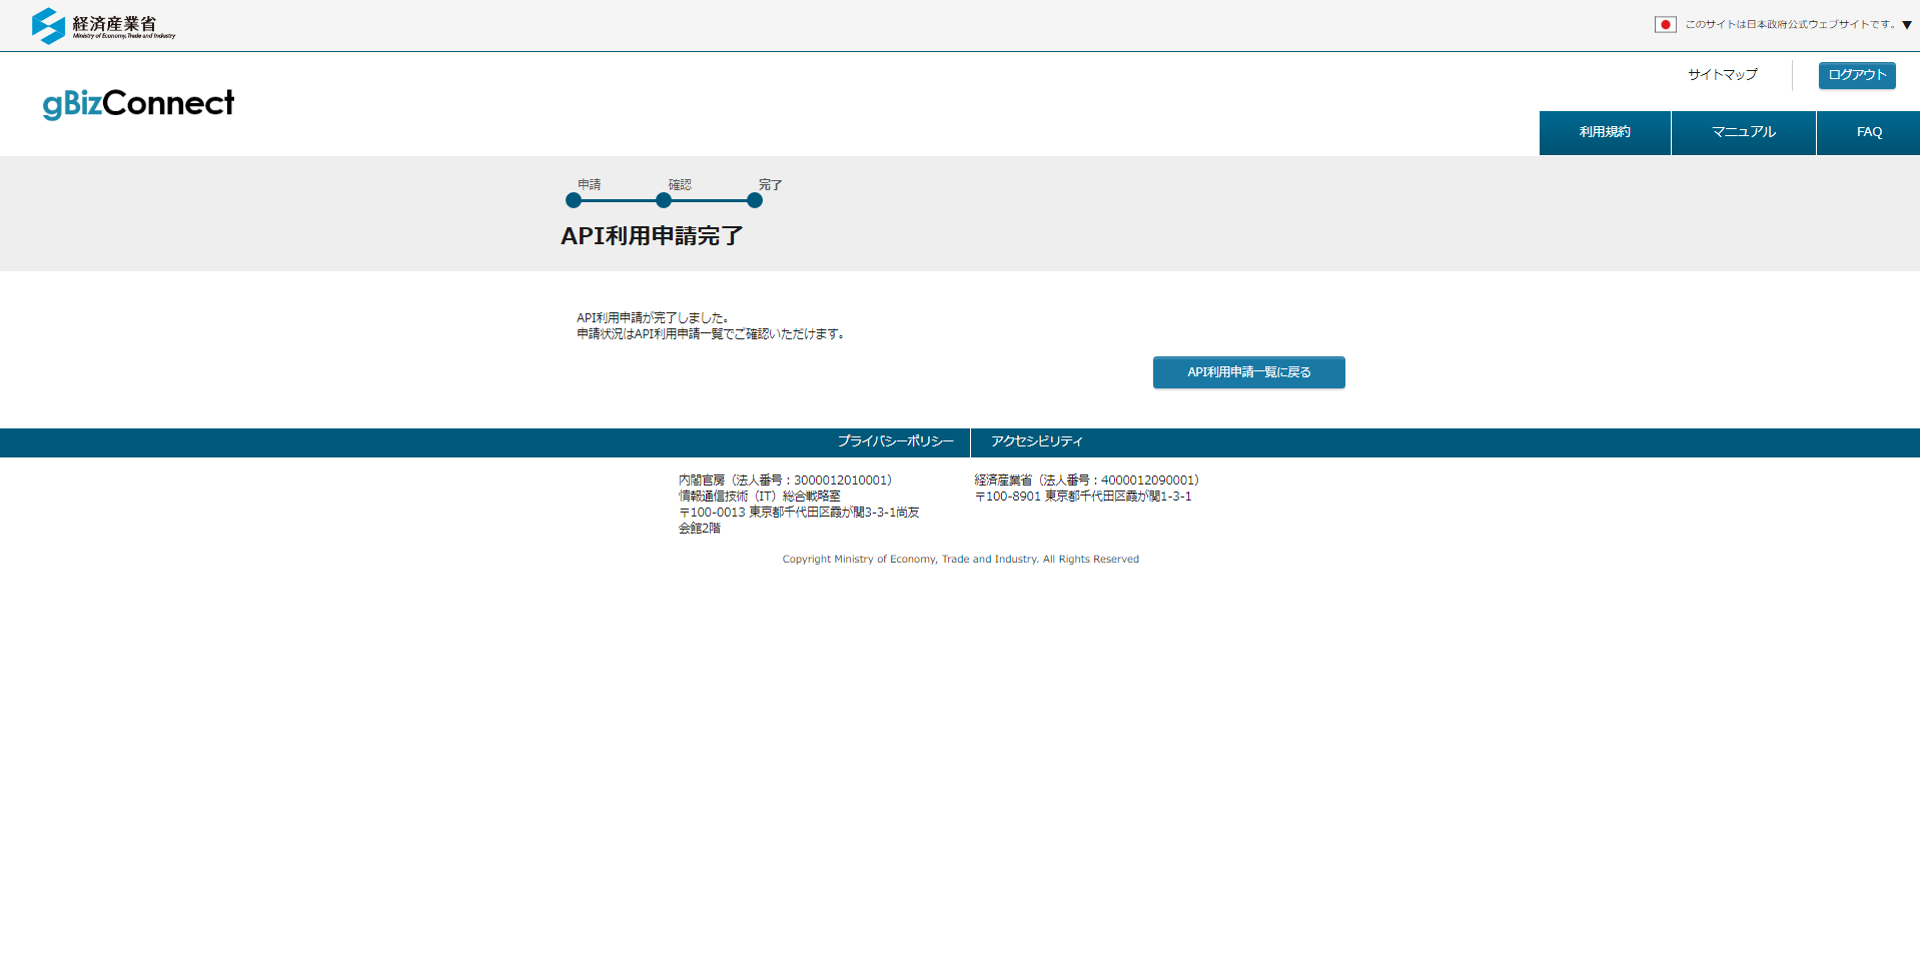 経済産業省
Ministry of Economy, Trade and Industry
このサイトは日本政府公式ウェブサイトです。▼
gBizConnect
サイトマップ
ログアウト
利用規約
マニュアル
FAQ
申請
確認
完了
API利用申請完了
API利用申請が完了しました。
申請状況はAPI利用申請一覧でご確認いただけます。
API利用申請一覧に戻る
プライバシーポリシー
アクセシビリティ
内閣官房（法人番号：3000012010001）
情報通信技術（IT）総合戦略室
〒100-0013 東京都千代田区霞が関3-3-1尚友
会館2階
経済産業省（法人番号：4000012090001）
〒100-8901 東京都千代田区霞が関1-3-1
Copyright Ministry of Economy, Trade and Industry. All Rights Reserved